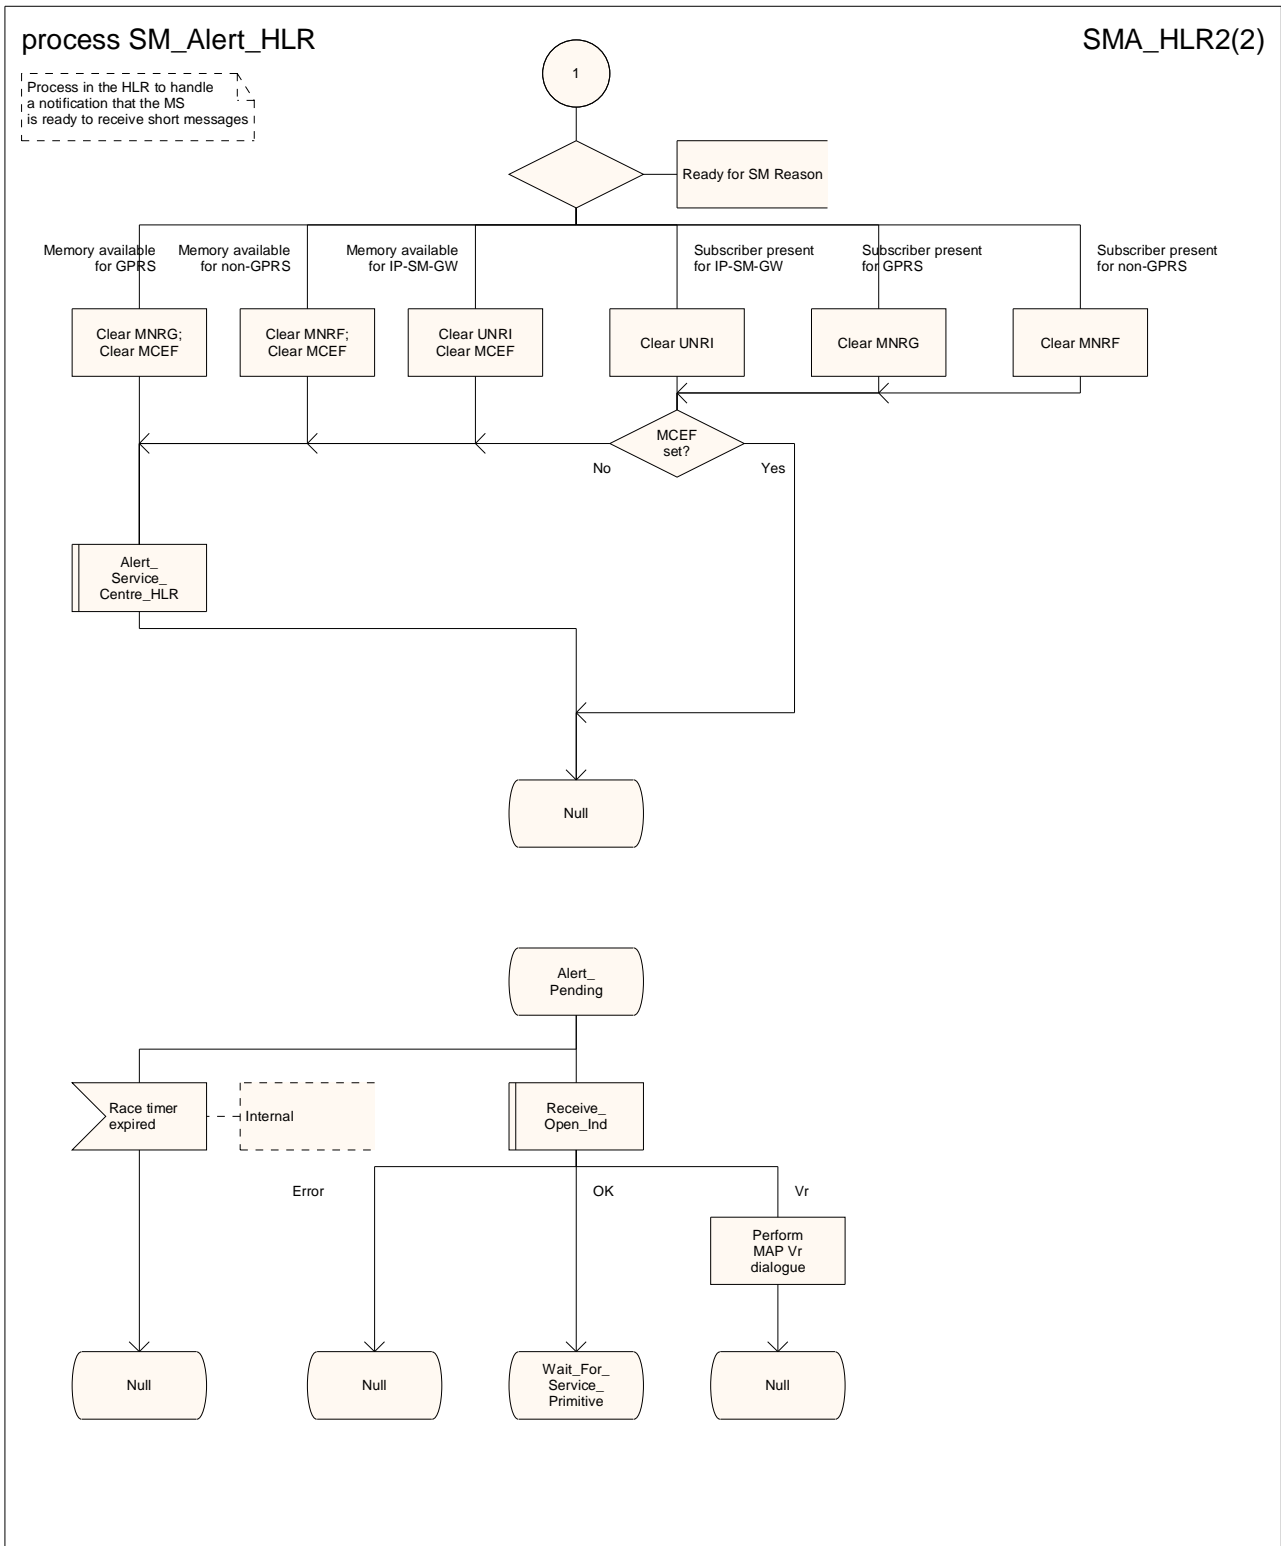 process SM_Alert_HLR
SMA_HLR2(2)
Process in the HLR to handle
a notification that the MS
is ready to receive short messages
1
Ready for SM Reason
Memory available
for GPRS
Memory available
for non-GPRS
Memory available
for IP-SM-GW
Subscriber present
for IP-SM-GW
Subscriber present
for GPRS
Subscriber present
for non-GPRS
Clear MNRG;
Clear MCEF
Clear MNRF;
Clear MCEF
Clear UNRI
Clear MCEF
Clear UNRI
Clear MNRG
Clear MNRF
MCEF
set?
No
Yes
Alert_
Service_
Centre_HLR
Null
Alert_
Pending
Race timer
expired
Internal
Receive_
Open_Ind
Error
OK
Vr
Perform
MAP Vr
dialogue
Null
Null
Wait_For_
Service_
Primitive
Null